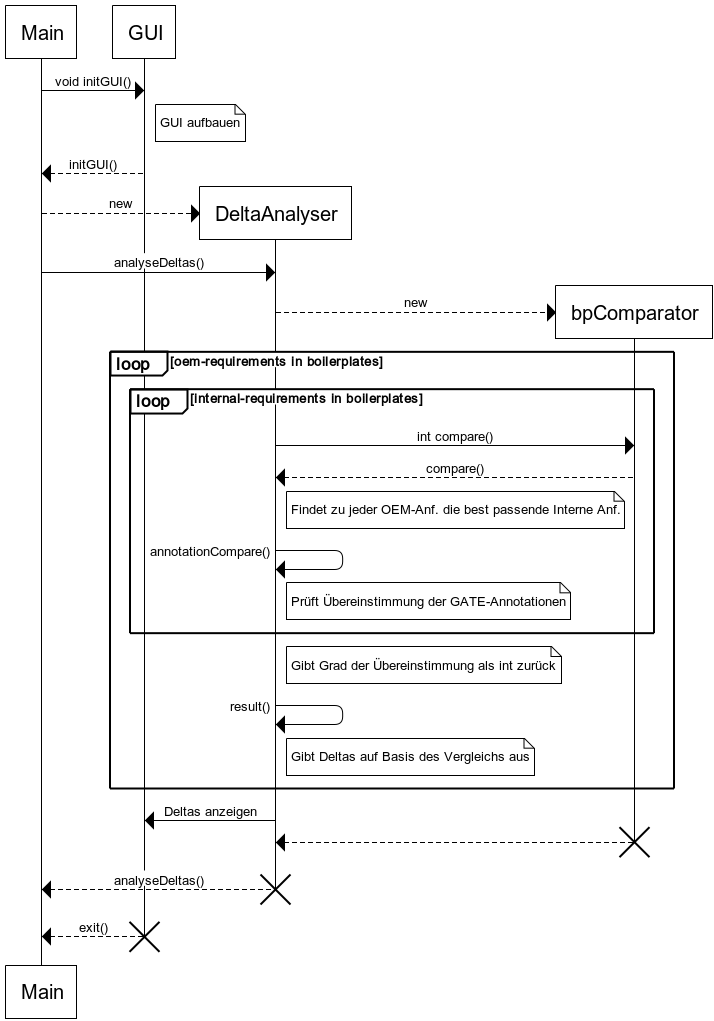 Main
GUI
void initGUI()
GUI aufbauen
initGUI()
new
DeltaAnalyser
analyseDeltas()
new
bpComparator
loop [oem-requirements in boilerplates]
loop [internal-requirements in boilerplates]
int compare()
compare()
Findet zu jeder OEM-Anf. die best passende Interne Anf.
annotationCompare()
Prüft Übereinstimmung der GATE-Annotationen
Gibt Grad der Übereinstimmung als int zurück
result()
Gibt Deltas auf Basis des Vergleichs aus
Deltas anzeigen
analyseDeltas()
exit()
Main